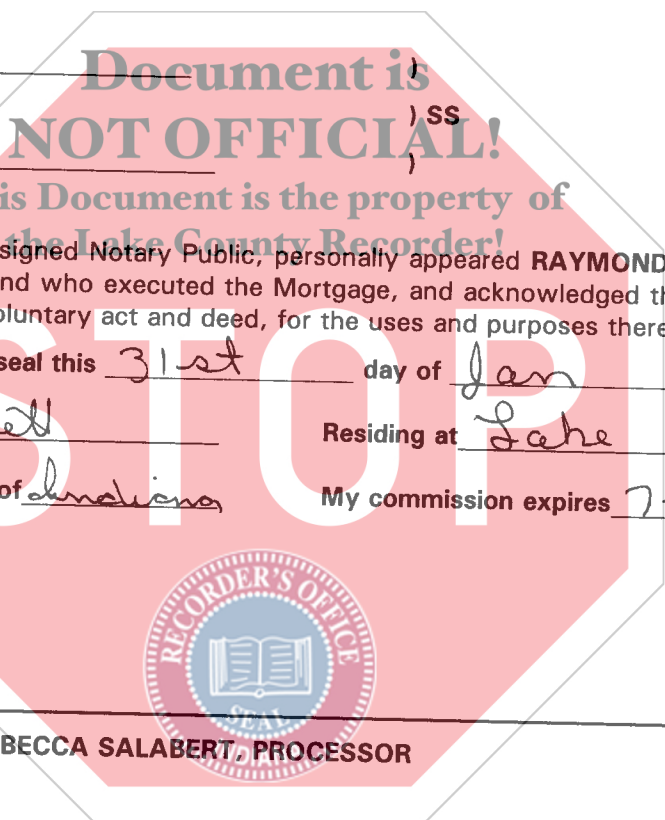 Document is
)
NOT OFFICIAL!
) SS
)
is Document is the property of
the Lake County Recorder!
signed Notary Public, personally appeared RAYMOND
nd who executed the Mortgage, and acknowledged th
oluntary act and deed, for the uses and purposes there
STOP
seal this 31st day of Jan
Residing at Lake
of Indiana My commission expires 7-
RECORDER'S OFFICE
SEAL
INDIANA
BECCA SALABERT, PROCESSOR